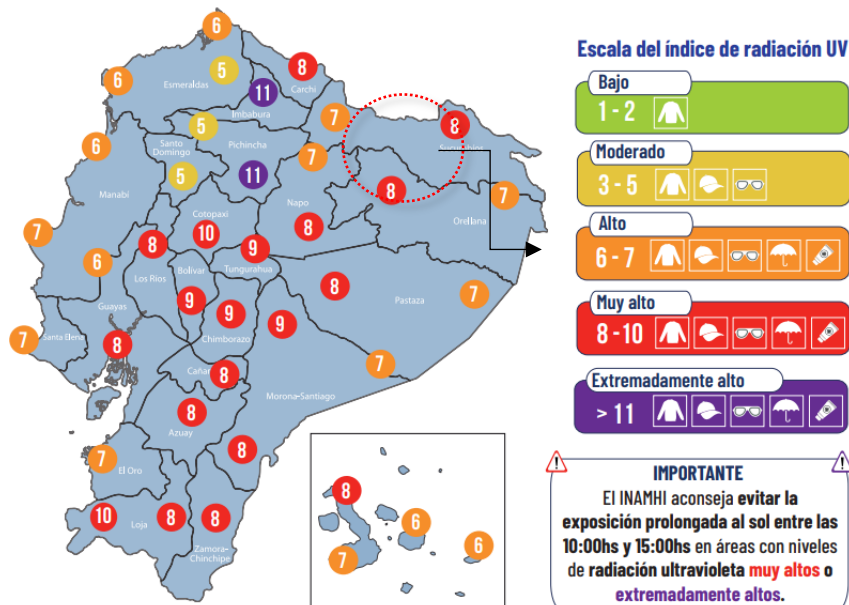 6
6
5
Esmeraldas
8
Carchi
11
Imbabura
7
8
Sucumbíos
6
5
Santo
Domingo
Pichincha
7
5
11
Manabí
8
7
Orellana
Napo
8
Cotopaxi
10
7
8
9
Tungurahua
6
Los Ríos
Bolívar
8
9
Pastaza
7
Guayas
9
Chimborazo
9
7
Santa Elena
8
7
Cañar
8
Morona-Santiago
8
Azuay
8
7
El Oro
10
Loja
8
8
Zamora-
Chinchipe
8
6
7
6
Escala del índice de radiación UV
Bajo
1 - 2
Moderado
3 - 5
Alto
6 - 7
Muy alto
8 - 10
Extremadamente alto
> 11
IMPORTANTE
El INAMHI aconseja evitar la
exposición prolongada al sol entre las
10:00hs y 15:00hs en áreas con niveles
de radiación ultravioleta muy altos o
extremadamente altos.